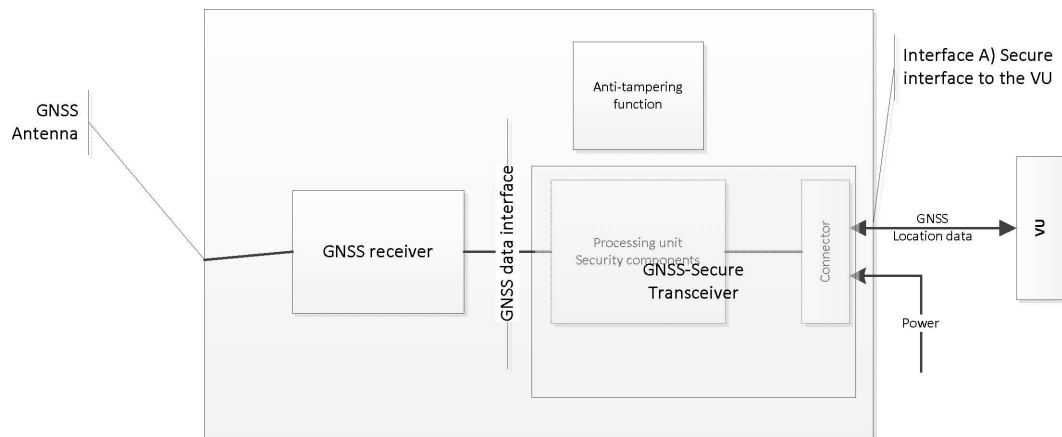 GNSS
Antenna
Anti-tampering
function
Interface A) Secure
interface to the VU
GNSS receiver
GNSS data interface
Processing unit
Security components
GNSS-Secure
Transceiver
Connector
GNSS
Location data
VU
Power